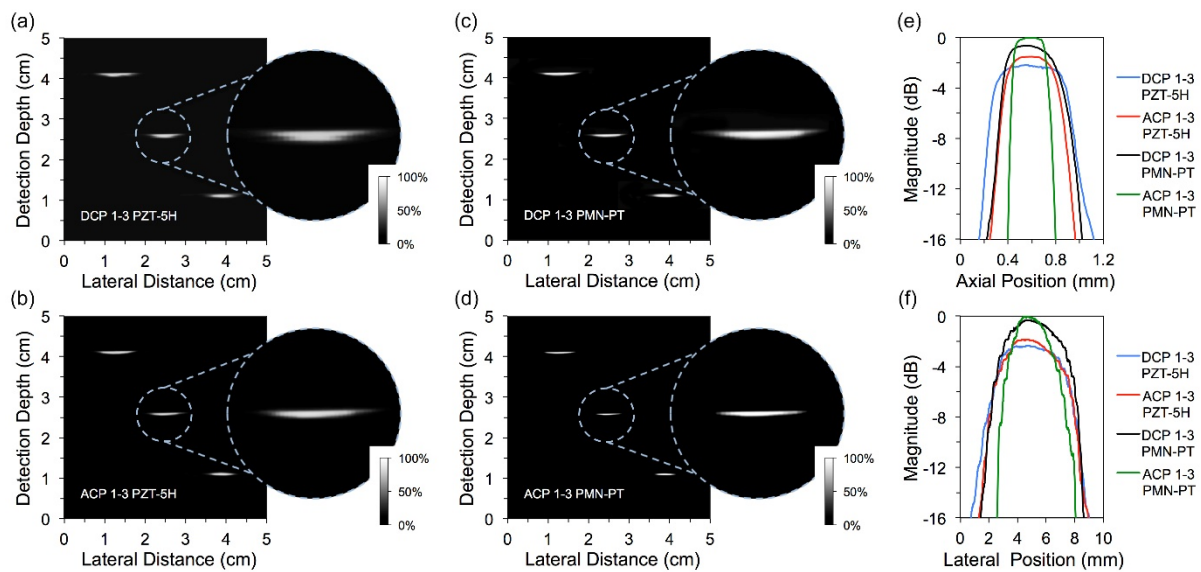 (a)
5
4
3
2
1
0
Detection Depth (cm)
DCP 1-3 PZT-5H
100%
50%
0%
0 1 2 3 4 5
Lateral Distance (cm)
(c)
5
4
3
2
1
0
Detection Depth (cm)
DCP 1-3 PMN-PT
100%
50%
0%
0 1 2 3 4 5
Lateral Distance (cm)
(e)
0
-4
-8
-12
-16
Magnitude (dB)
0 0.4 0.8 1.2
Axial Position (mm)
DCP 1-3
PZT-5H
ACP 1-3
PZT-5H
DCP 1-3
PMN-PT
ACP 1-3
PMN-PT
(b)
5
4
3
2
1
0
Detection Depth (cm)
ACP 1-3 PZT-5H
100%
50%
0%
0 1 2 3 4 5
Lateral Distance (cm)
(d)
5
4
3
2
1
0
Detection Depth (cm)
ACP 1-3 PMN-PT
100%
50%
0%
0 1 2 3 4 5
Lateral Distance (cm)
(f)
0
-4
-8
-12
-16
Magnitude (dB)
0 2 4 6 8 10
Lateral Position (mm)
DCP 1-3
PZT-5H
ACP 1-3
PZT-5H
DCP 1-3
PMN-PT
ACP 1-3
PMN-PT